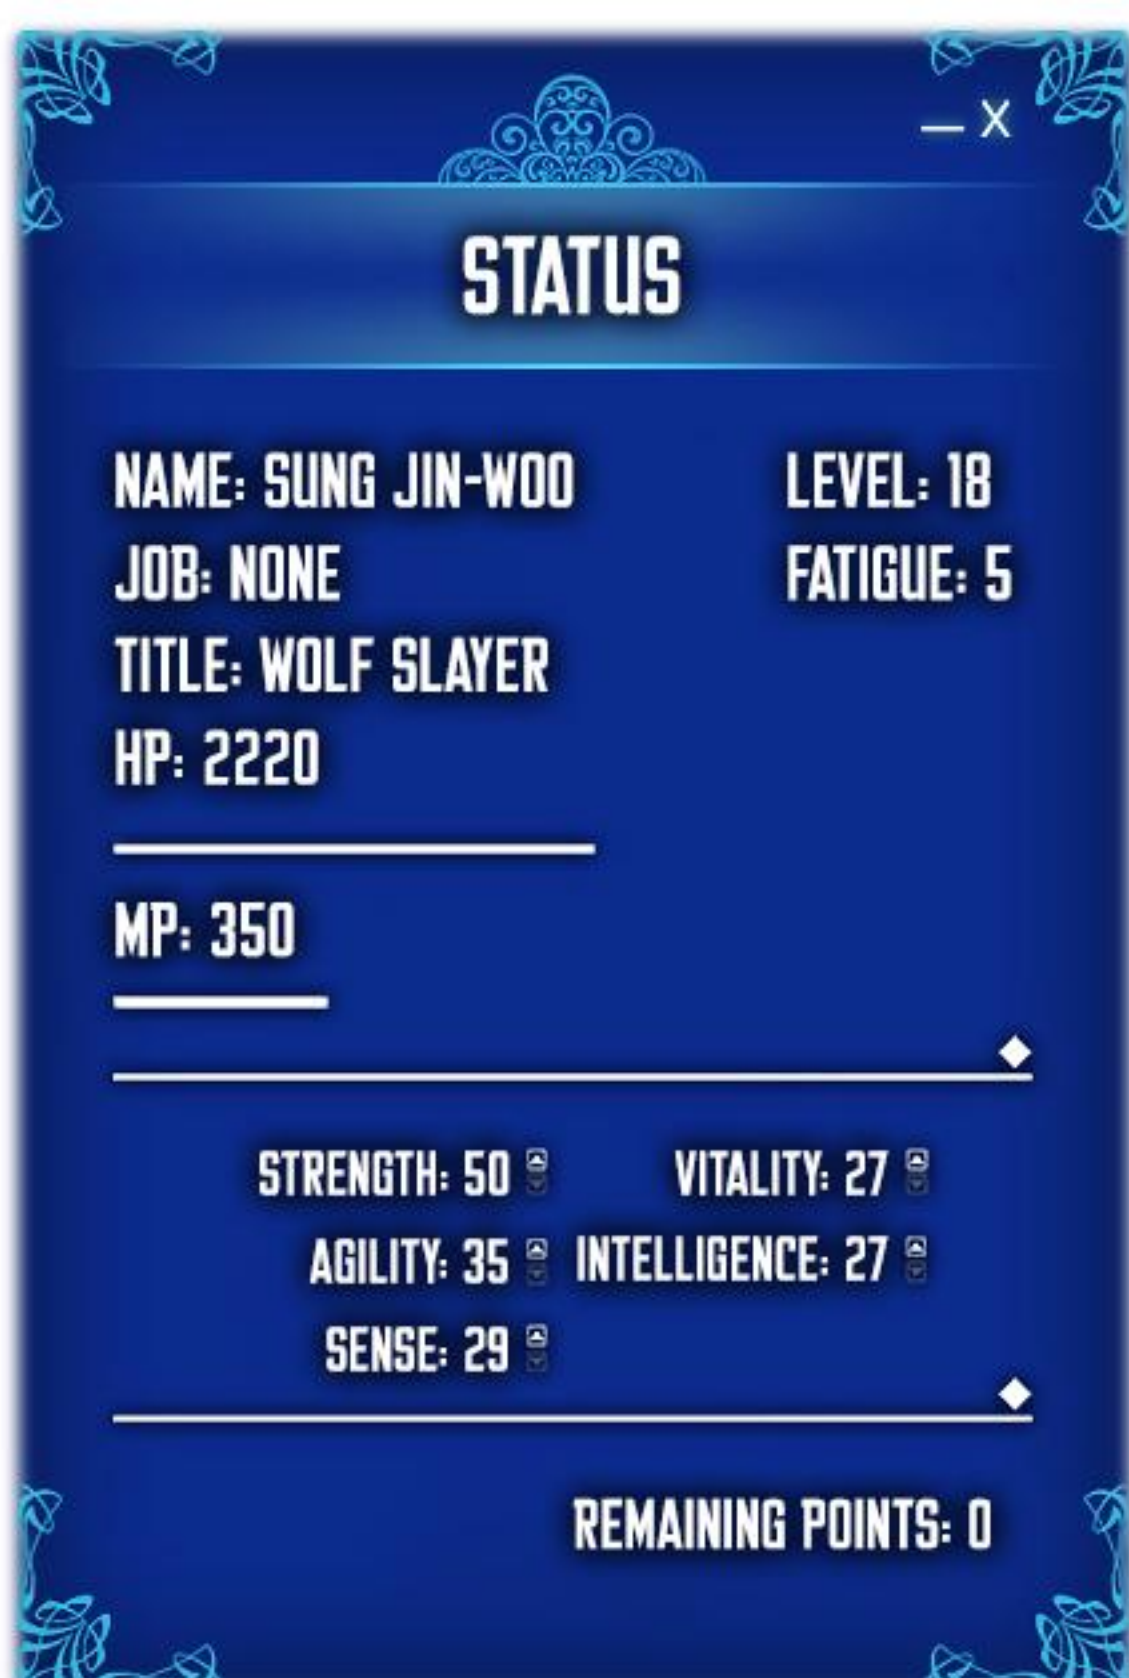 — X
STATUS
NAME: SUNG JIN-WOO LEVEL: 18
JOB: NONE FATIGUE: 5
TITLE: WOLF SLAYER
HP: 2220
MP: 350
STRENGTH: 50 VITALITY: 27
AGILITY: 35 INTELLIGENCE: 27
SENSE: 29
REMAINING POINTS: 0